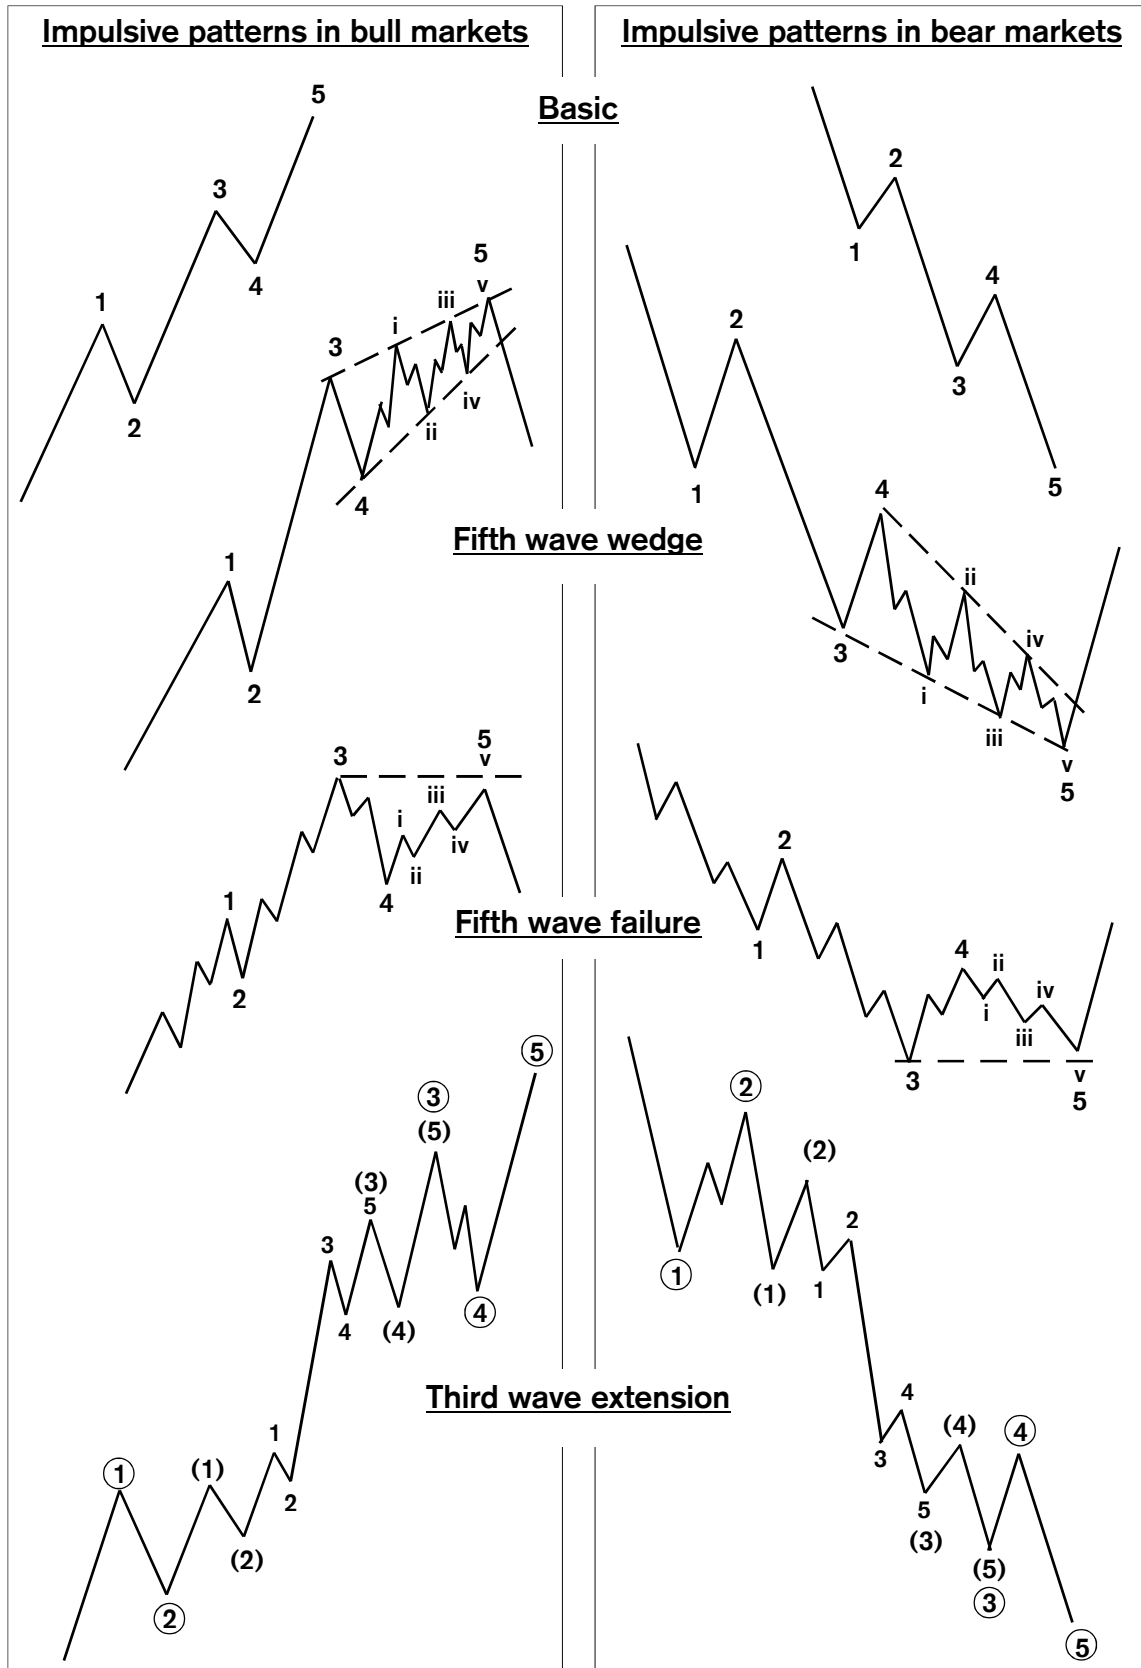 Impulsive patterns in bull markets
Impulsive patterns in bear markets
Basic
5
3
4
1
2
2
1
4
3
5
5
v
iii
i
3
iv
ii
4
1
2
2
1
4
3
ii
i
iv
iii
v
5
Fifth wave wedge
3
5
v
iii
i
iv
ii
4
1
2
2
1
4
ii
i
iv
iii
3
v
5
Fifth wave failure
5
3
(5)
(3)
5
3
4
(4)
4
1
(1)
1
2
(2)
2
2
(2)
2
1
(1)
1
4
3
(4)
4
5
(3)
(5)
3
5
Third wave extension